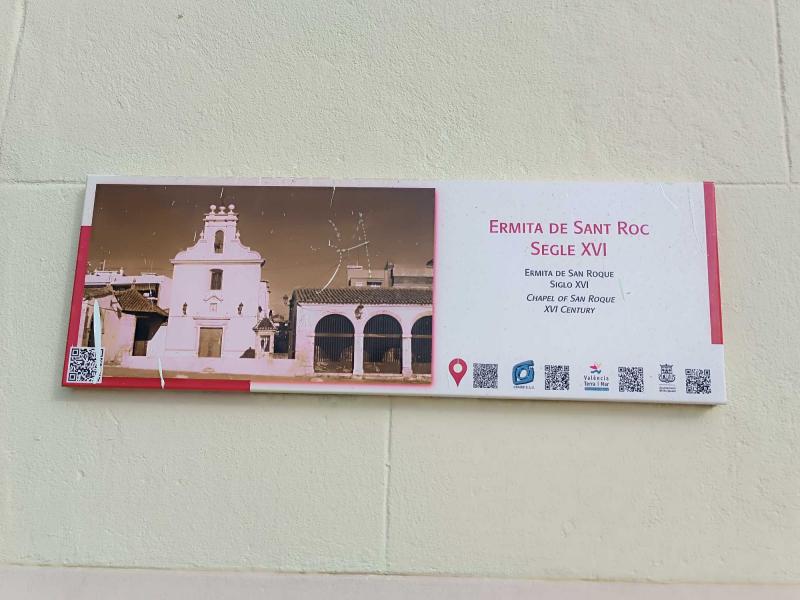 Ermita de Sant Roc
Segle XVI
Ermita de San Roque
Siglo XVI
Chapel of San Roque
XVI Century
València
Terra i Mar